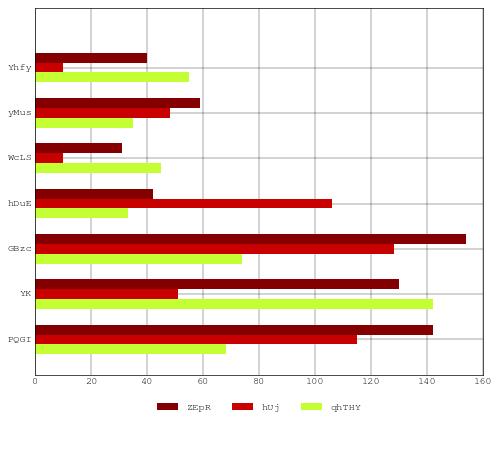 Yhfy
yMus
WcLS
hDuE
GBzc
YK
PQGI
0 20 40 60 80 100 120 140 160
ZEpR hUj qhTHY